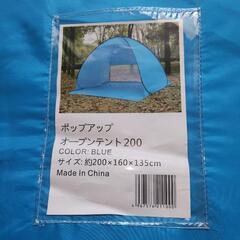 ポップアップ
オープンテント200
COLOR: BLUE
サイズ：約200×160×135cm
Made In China